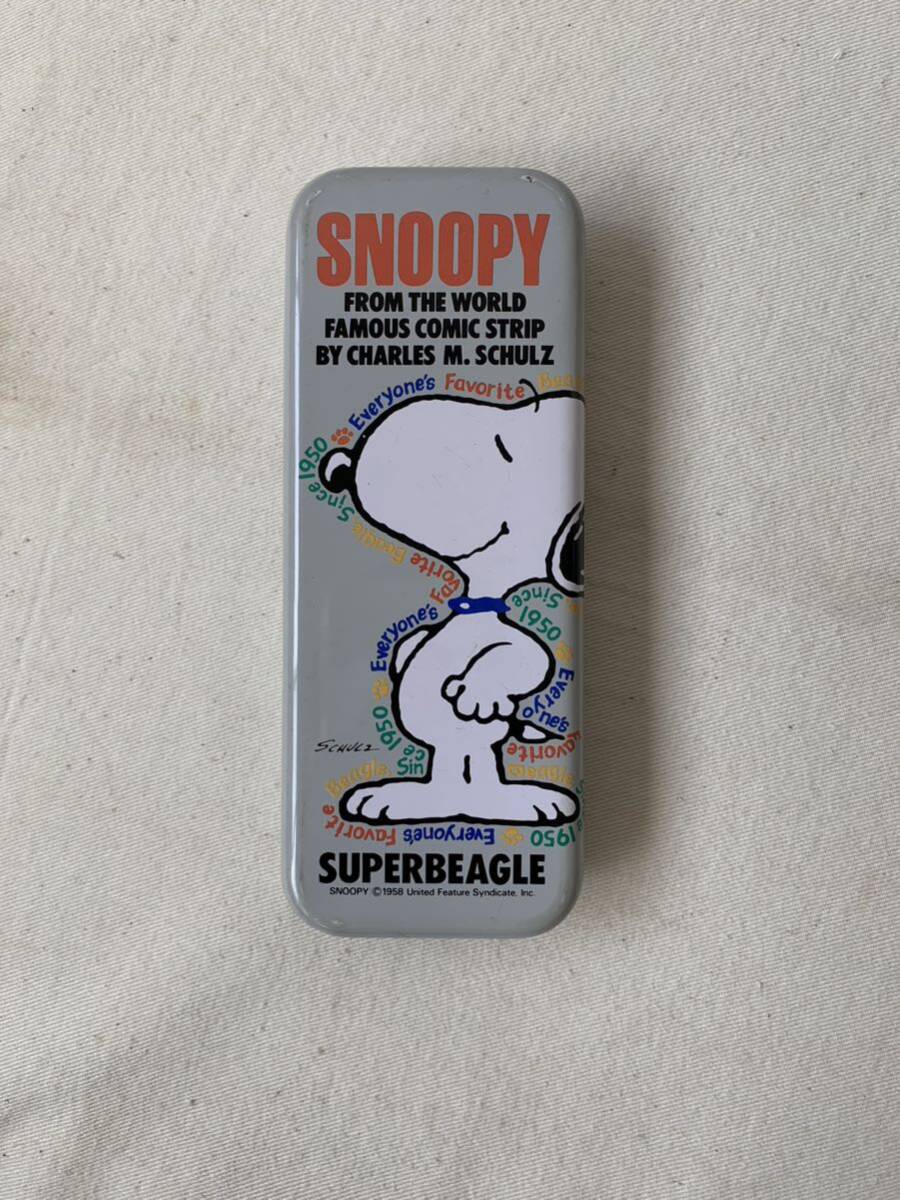 SNOOPY
FROM THE WORLD
FAMOUS COMIC STRIP
BY CHARLES M. SCHULZ
Everyone's Favorite
Since 1950
Beagle
Favorite
Everyone's
Since 1950
Since 1950
Everyone's
Favorite
Beagle
SCHULZ
Beagle
Favorite
Everyone's
1950
SUPERBEAGLE
SNOOPY ©1958 United Feature Syndicate, Inc.